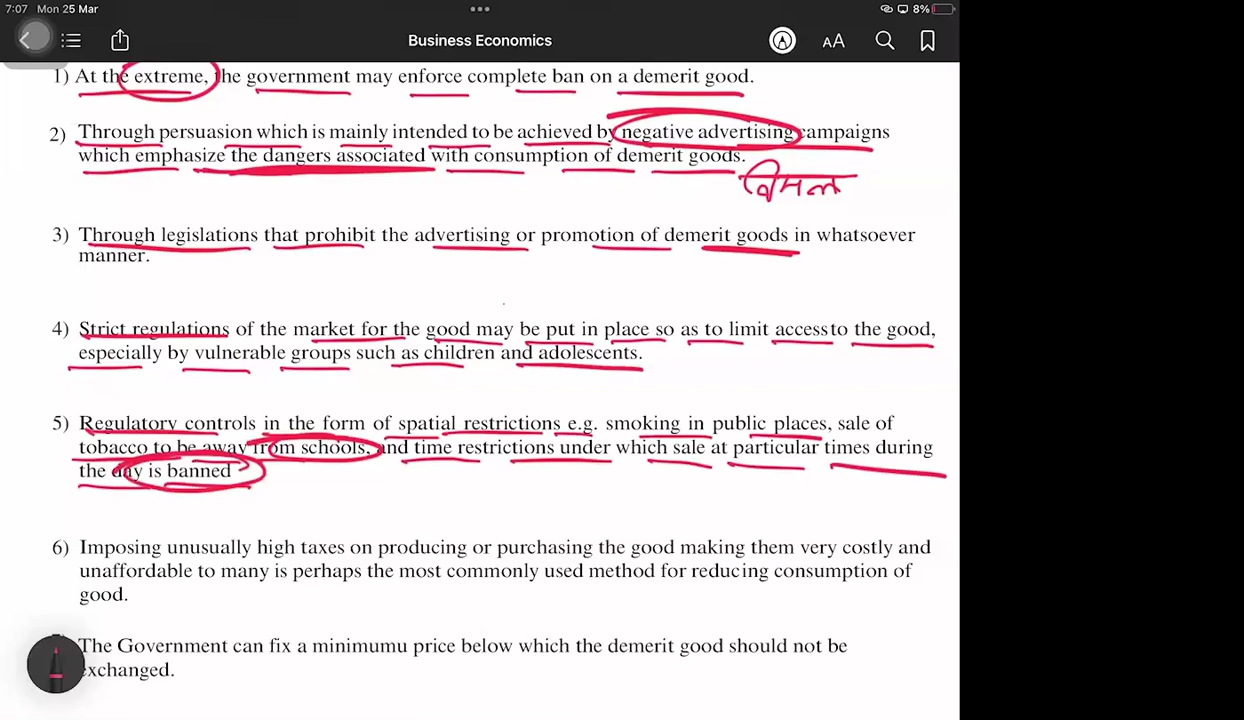 7:07 Mon 25 Mar
8%
Business Economics
AA
1) At the extreme, the government may enforce complete ban on a demerit good.
2) Through persuasion which is mainly intended to be achieved by negative advertising campaigns
which emphasize the dangers associated with consumption of demerit goods.
विमल
3) Through legislations that prohibit the advertising or promotion of demerit goods in whatsoever
manner.
4) Strict regulations of the market for the good may be put in place so as to limit access to the good,
especially by vulnerable groups such as children and adolescents.
5) Regulatory controls in the form of spatial restrictions e.g. smoking in public places, sale of
tobacco to be away from schools, and time restrictions under which sale at particular times during
the day is banned
6) Imposing unusually high taxes on producing or purchasing the good making them very costly and
unaffordable to many is perhaps the most commonly used method for reducing consumption of
good.
The Government can fix a minimumu price below which the demerit good should not be
exchanged.